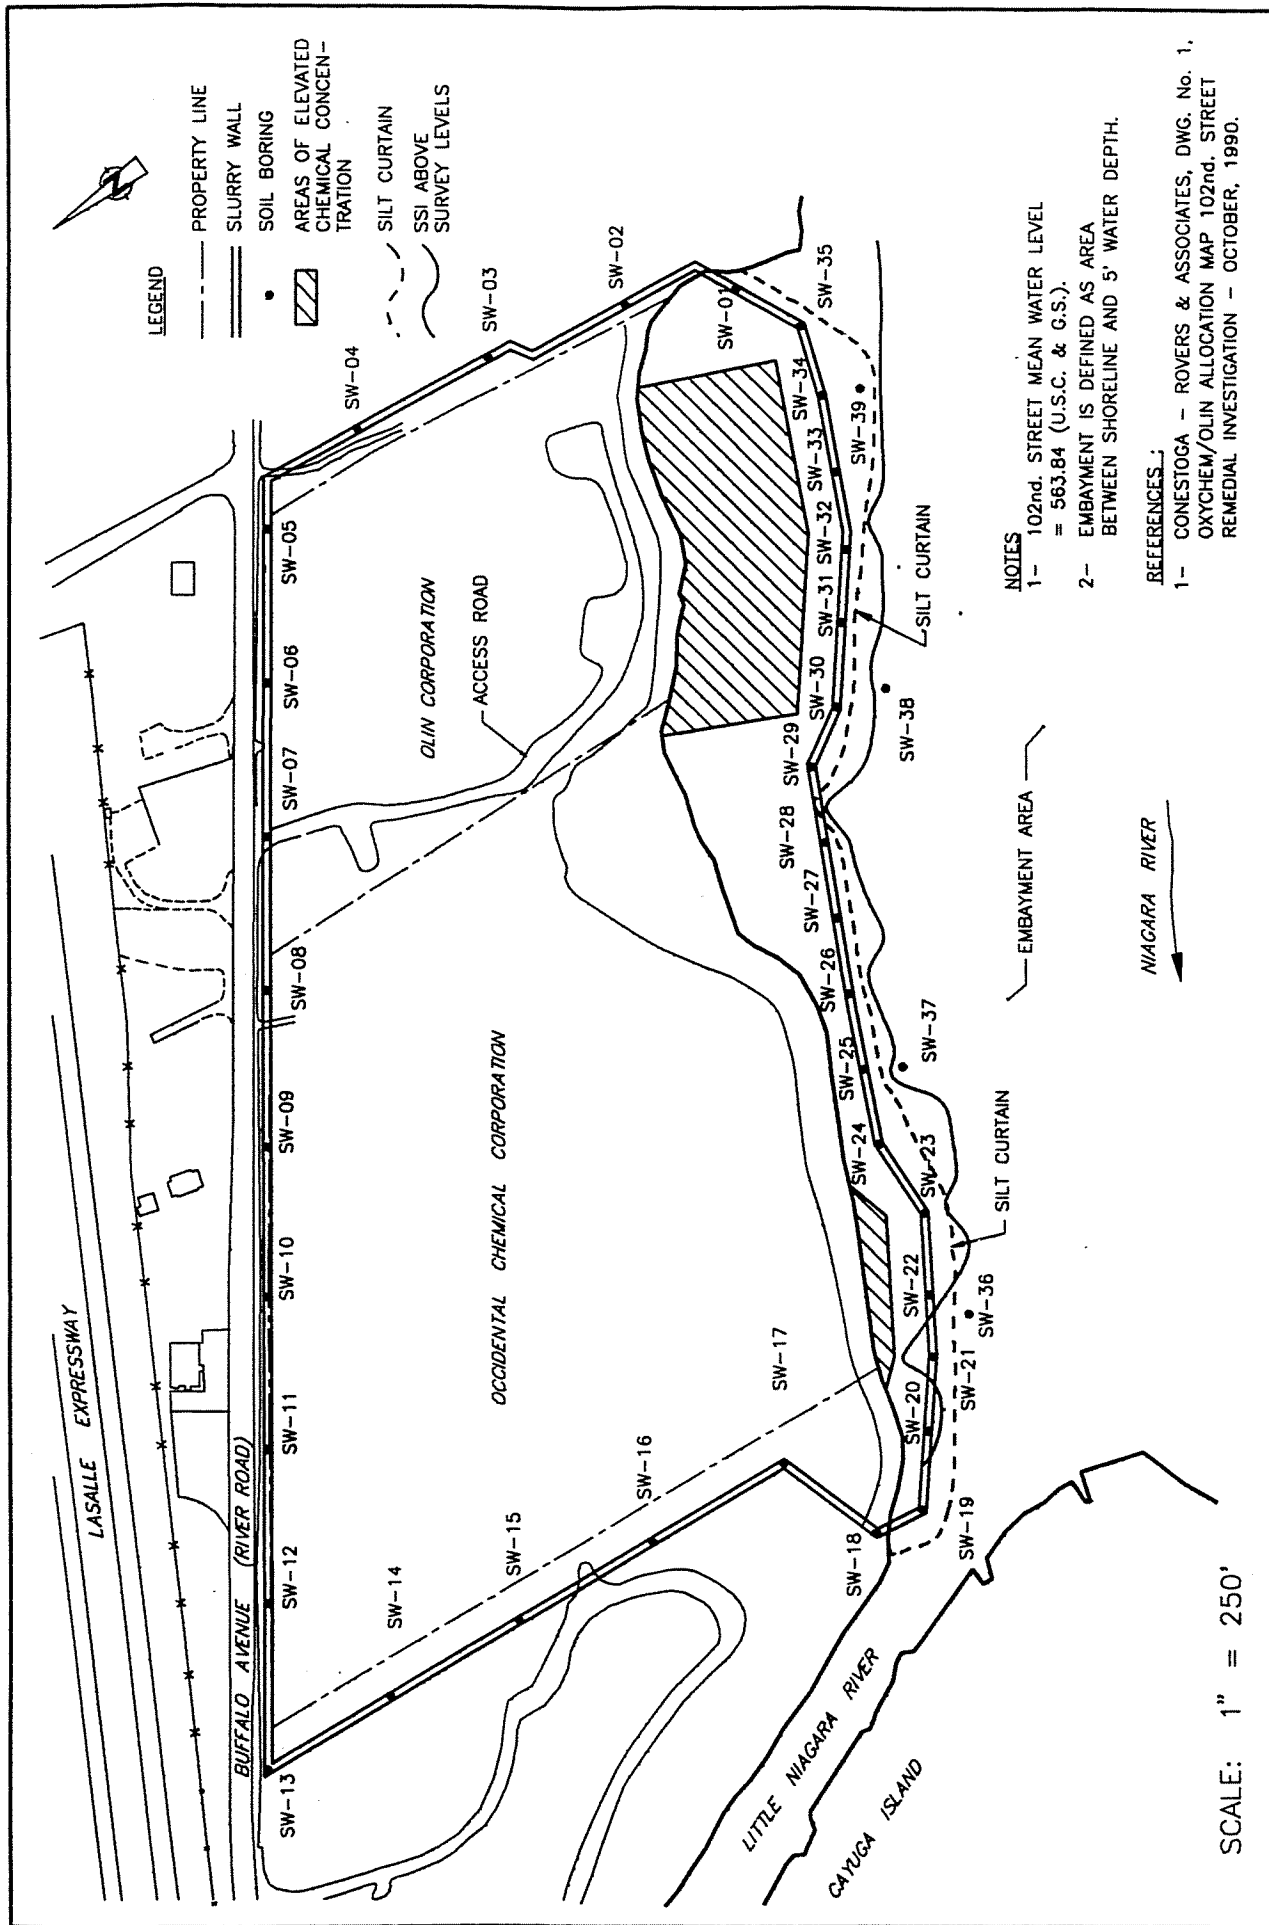 LEGEND
PROPERTY LINE
SLURRY WALL
SOIL BORING
AREAS OF ELEVATED
CHEMICAL CONCEN-
TRATION
SILT CURTAIN
SSI ABOVE
SURVEY LEVELS
N
LASALLE EXPRESSWAY
BUFFALO AVENUE (RIVER ROAD)
SW-13
SW-12
SW-11
SW-10
SW-09
SW-08
SW-07
SW-06
SW-05
SW-04
SW-03
SW-02
SW-14
SW-15
SW-16
SW-17
OCCIDENTAL CHEMICAL CORPORATION
OLIN CORPORATION
ACCESS ROAD
SW-18
SW-19
SW-20
SW-21
SW-22
SW-23
SW-24
SW-25
SW-26
SW-27
SW-28
SW-29
SW-30
SW-31
SW-32
SW-33
SW-34
SW-01
SW-35
SW-36
SW-37
SW-38
SW-39
SILT CURTAIN
SILT CURTAIN
EMBAYMENT AREA
NIAGARA RIVER
LITTLE NIAGARA RIVER
CAYUGA ISLAND
NOTES
1- 102nd. STREET MEAN WATER LEVEL
= 563.84 (U.S.C. & G.S.).
2- EMBAYMENT IS DEFINED AS AREA
BETWEEN SHORELINE AND 5' WATER DEPTH.
REFERENCES :
1- CONESTOGA - ROVERS & ASSOCIATES, DWG. No. 1,
OXYCHEM/OLIN ALLOCATION MAP 102nd. STREET
REMEDIAL INVESTIGATION - OCTOBER, 1990.
SCALE: 1" = 250'